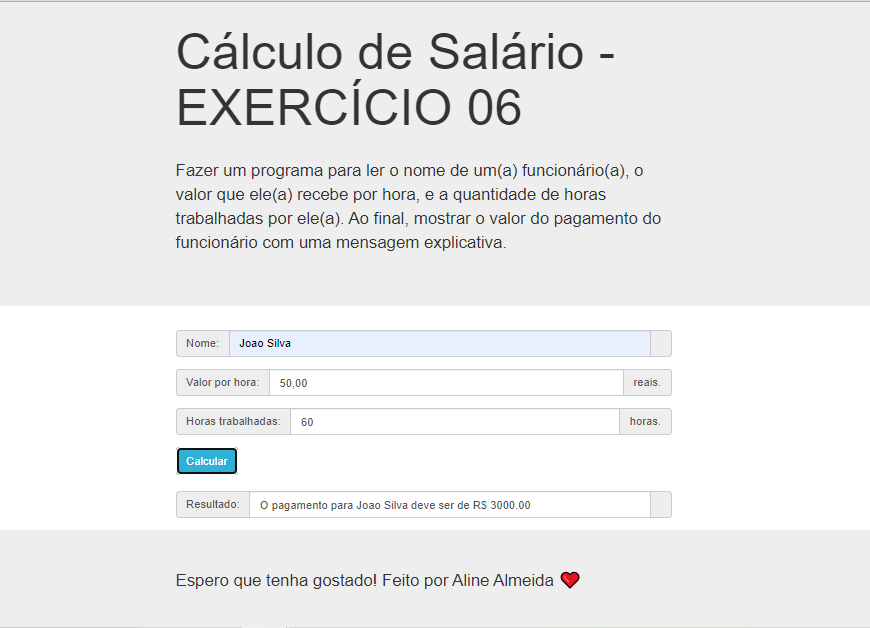 Cálculo de Salário -
EXERCÍCIO 06
Fazer um programa para ler o nome de um(a) funcionário(a), o
valor que ele(a) recebe por hora, e a quantidade de horas
trabalhadas por ele(a). Ao final, mostrar o valor do pagamento do
funcionário com uma mensagem explicativa.
Nome: Joao Silva
Valor por hora: 50,00 reais.
Horas trabalhadas: 60 horas.
Calcular
Resultado: O pagamento para Joao Silva deve ser de R$ 3000.00
Espero que tenha gostado! Feito por Aline Almeida